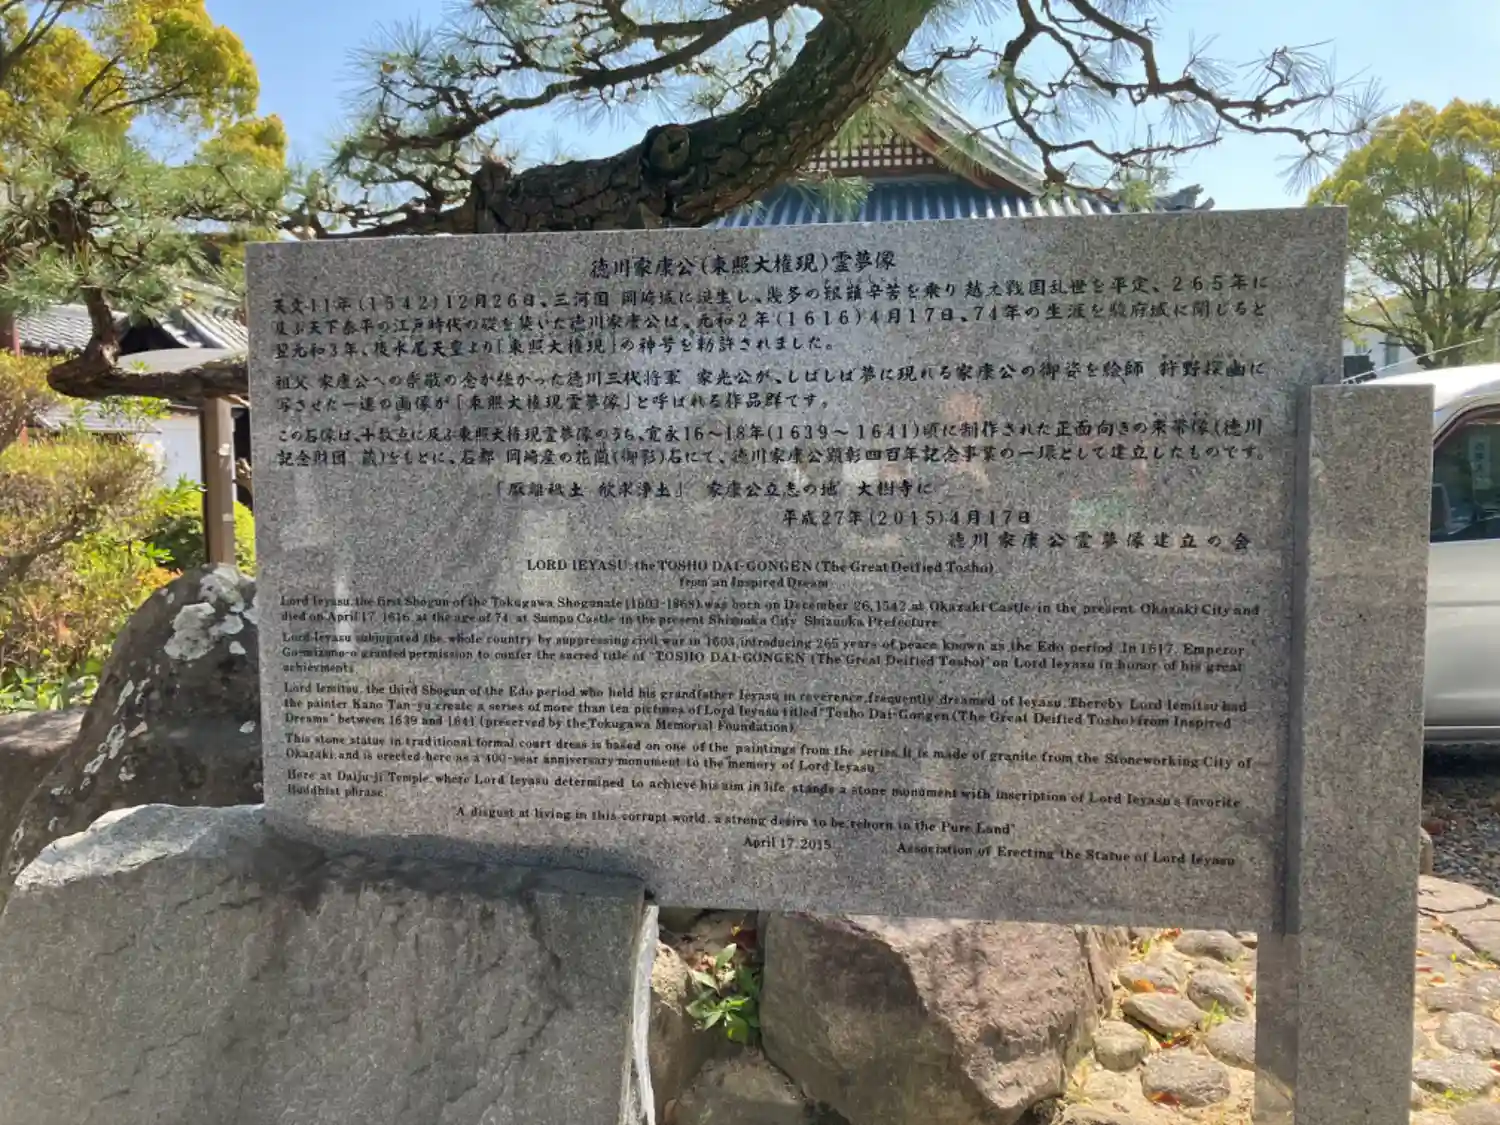 徳川家康公(東照大権現)霊夢像
天文11年(1542)12月26日、三河国 岡崎城に誕生し、幾多の艱難辛苦を乗り越え戦国乱世を平定、265年に
及ぶ天下泰平の江戸時代の礎を築いた徳川家康公は、元和2年(1616)4月17日、74年の生涯を駿府城に閉じると
翌元和3年、後水尾天皇より「東照大権現」の神号を勅許されました。
祖父 家康公への崇敬の念が強かった徳川三代将軍 家光公が、しばしば夢に現れる家康公の御姿を絵師 狩野探幽に
写させた一連の画像が「東照大権現霊夢像」と呼ばれる作品群です。
この石像は、十数点に及ぶ東照大権現霊夢像のうち、寛永16〜18年(1639〜1641)頃に制作された正面向きの束帯像(徳川
記念財団 蔵)をもとに、石都 岡崎産の花崗(御影)石にて、徳川家康公顕彰四百年記念事業の一環として建立したものです。
「厭離穢土 欣求浄土」 家康公立志の地 大樹寺に
平成27年(2015)4月17日
徳川家康公霊夢像建立の会
LORD IEYASU, the TOSHO DAI-GONGEN (The Great Deified Tosho)
from an Inspired Dream
Lord Ieyasu, the first Shogun of the Tokugawa Shogunate (1603-1868), was born on December 26, 1542, at Okazaki Castle in the present Okazaki City and
died on April 17, 1616, at the age of 74, at Sumpu Castle in the present Shizuoka City, Shizuoka Prefecture.
Lord Ieyasu subjugated the whole country by suppressing civil war in 1603, introducing 265 years of peace known as the Edo period. In 1617, Emperor
Go-mizuno-o granted permission to confer the sacred title of "TOSHO DAI-GONGEN (The Great Deified Tosho)" on Lord Ieyasu in honor of his great
achievments.
Lord Iemitsu, the third Shogun of the Edo period who held his grandfather Ieyasu in reverence, frequently dreamed of Ieyasu. Thereby Lord Iemitsu had
the painter Kano Tan-yu create a series of more than ten pictures of Lord Ieyasu titled "Tosho Dai-Gongen (The Great Deified Tosho) from Inspired
Dreams" between 1639 and 1641 (preserved by the Tokugawa Memorial Foundation).
This stone statue in traditional formal court dress is based on one of the paintings from the series. It is made of granite from the Stoneworking City of
Okazaki, and is erected here as a 400-year anniversary monument to the memory of Lord Ieyasu.
Here at Daiju-ji Temple, where Lord Ieyasu determined to achieve his aim in life, stands a stone monument with inscription of Lord Ieyasu's favorite
Buddhist phrase,
"A disgust at living in this corrupt world, a strong desire to be reborn in the Pure Land"
April 17, 2015
Association of Erecting the Statue of Lord Ieyasu